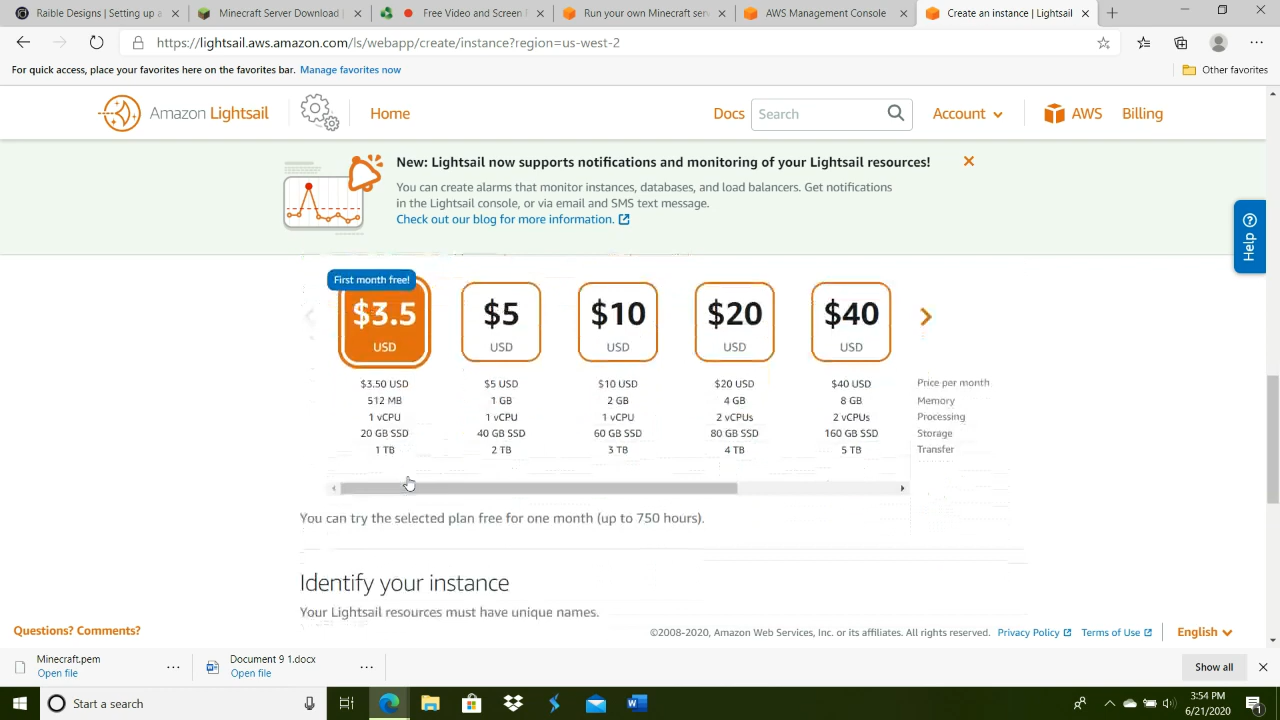 Setting up a Minecraft
Minecraft Server Download
Free Video Screen
Run your own Minecraft serv
AWS Management Console
Create an instance | Lightsail
https://lightsail.aws.amazon.com/ls/webapp/create/instance?region=us-west-2
For quick access, place your favorites here on the favorites bar. Manage favorites now
Other favorites
Amazon Lightsail
Home
Docs
Search
Account
AWS
Billing
New: Lightsail now supports notifications and monitoring of your Lightsail resources!
You can create alarms that monitor instances, databases, and load balancers. Get notifications
in the Lightsail console, or via email and SMS text message.
Check out our blog for more information.
Help
First month free!
$3.5 $5 $10 $20 $40
USD USD USD USD USD
$3.50 USD $5 USD $10 USD $20 USD $40 USD Price per month
512 MB 1 GB 2 GB 4 GB 8 GB Memory
1 vCPU 1 vCPU 1 vCPU 2 vCPUs 2 vCPUs Processing
20 GB SSD 40 GB SSD 60 GB SSD 80 GB SSD 160 GB SSD Storage
1 TB 2 TB 3 TB 4 TB 5 TB Transfer
You can try the selected plan free for one month (up to 750 hours).
Identify your instance
Your Lightsail resources must have unique names.
Questions? Comments?
©2008-2020, Amazon Web Services, Inc. or its affiliates. All rights reserved. Privacy Policy Terms of Use
English
Minecraft.pem
Open file
Document 9 1.docx
Open file
Show all
Start a search
3:54 PM
6/21/2020